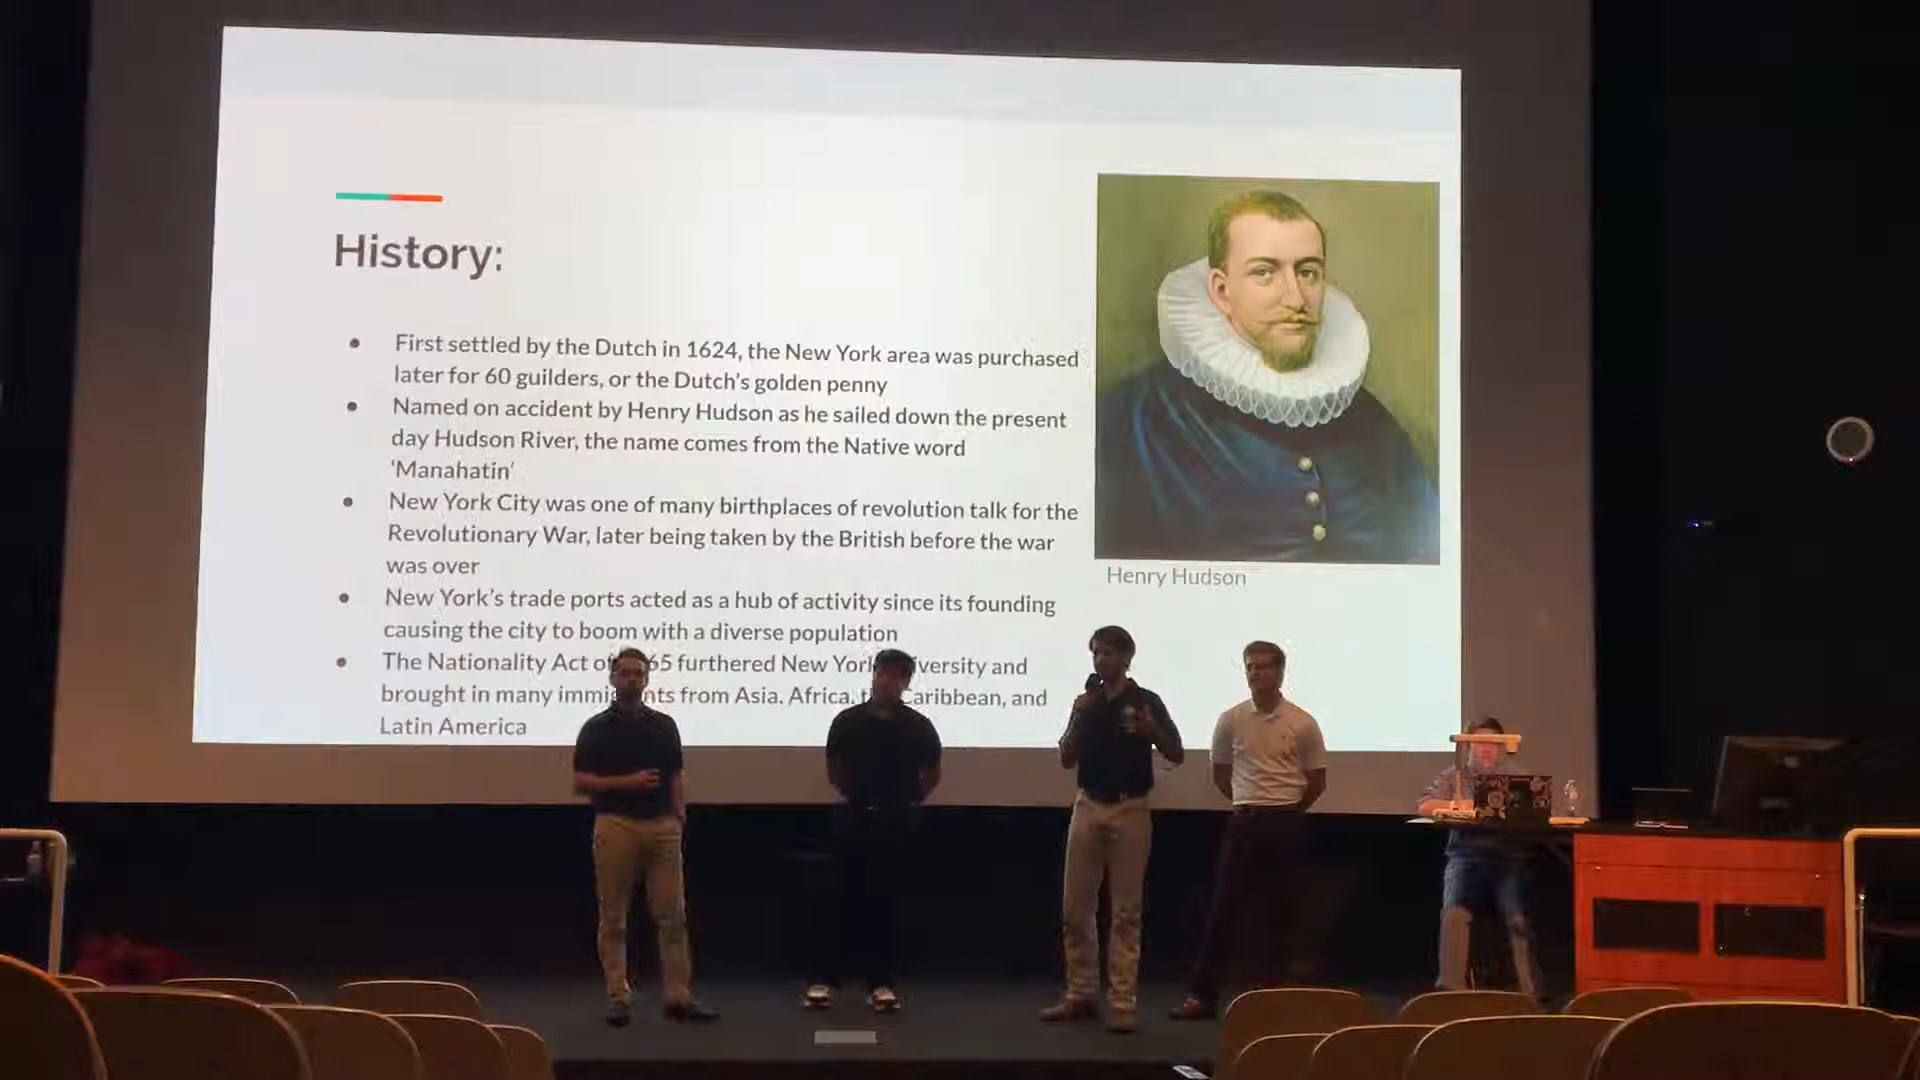 History:
First settled by the Dutch in 1624, the New York area was purchased
later for 60 guilders, or the Dutch's golden penny
Named on accident by Henry Hudson as he sailed down the present
day Hudson River, the name comes from the Native word
'Manahatin'
New York City was one of many birthplaces of revolution talk for the
Revolutionary War, later being taken by the British before the war
was over
New York's trade ports acted as a hub of activity since its founding
causing the city to boom with a diverse population
The Nationality Act of 65 furthered New York versity and
brought in many immig nts from Asia, Africa, t Caribbean, and
Latin America
Henry Hudson